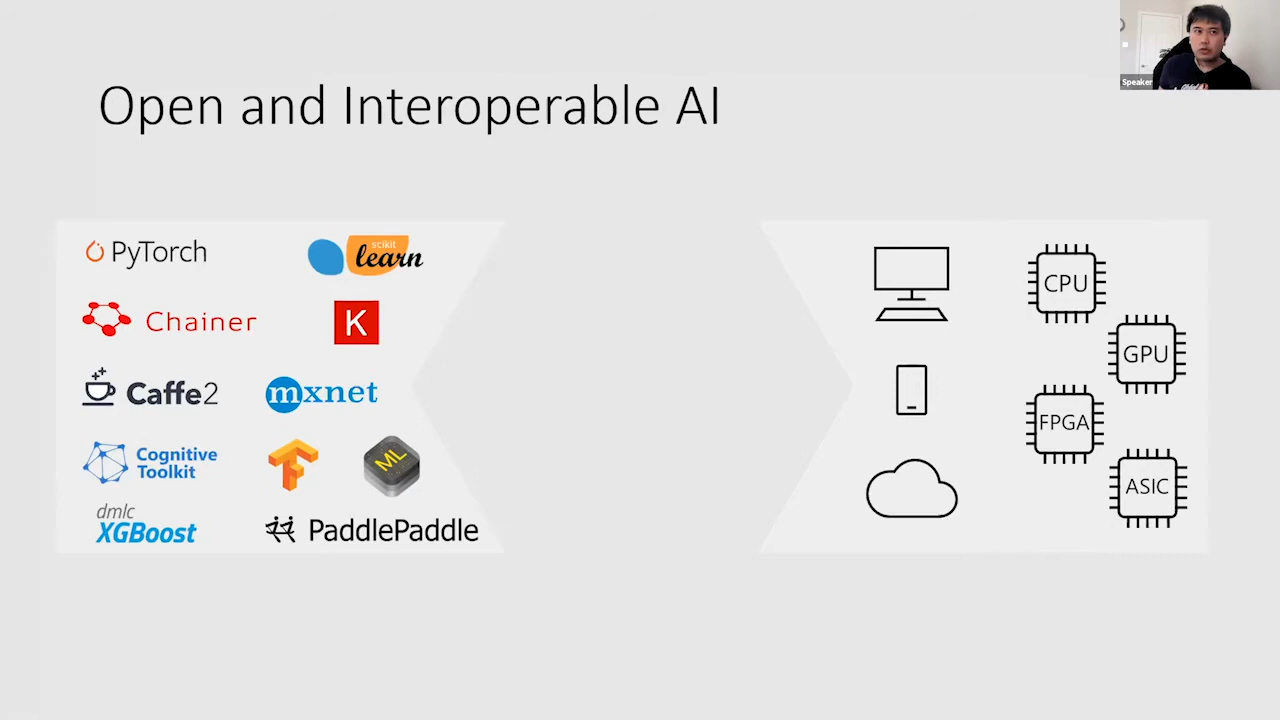 Speaker
Open and Interoperable AI
PyTorch
scikit
learn
Chainer
K
Caffe2
mxnet
Cognitive
Toolkit
ML
dmlc
XGBoost
PaddlePaddle
CPU
GPU
FPGA
ASIC